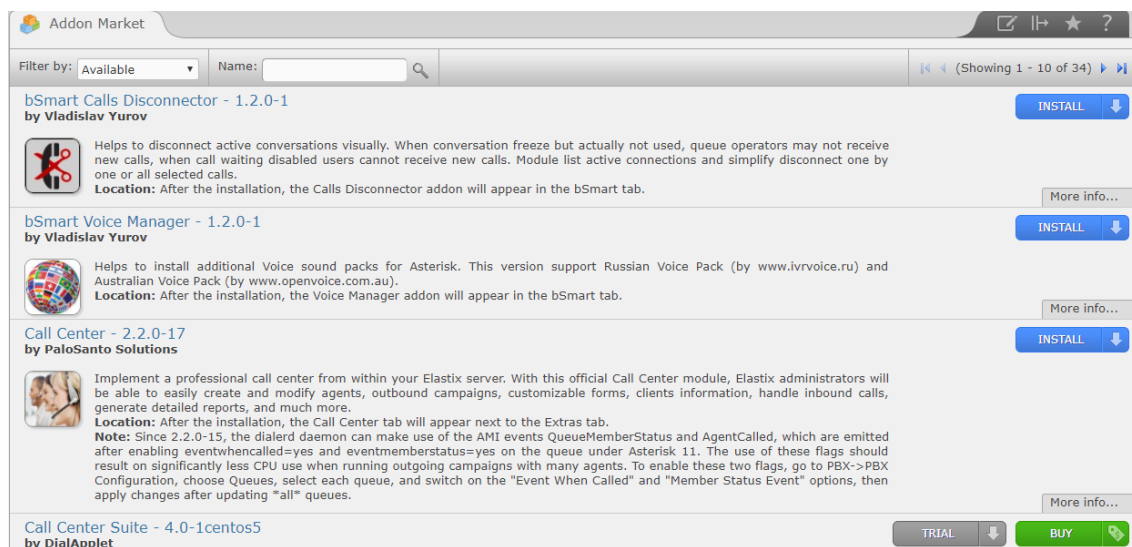 Addon Market
?
Filter by: Available
Name:
(Showing 1 - 10 of 34)
bSmart Calls Disconnector - 1.2.0-1
INSTALL
by Vladislav Yurov
Helps to disconnect active conversations visually. When conversation freeze but actually not used, queue operators may not receive
new calls, when call waiting disabled users cannot receive new calls. Module list active connections and simplify disconnect one by
one or all selected calls.
Location: After the installation, the Calls Disconnector addon will appear in the bSmart tab.
More info...
bSmart Voice Manager - 1.2.0-1
INSTALL
by Vladislav Yurov
Helps to install additional Voice sound packs for Asterisk. This version support Russian Voice Pack (by www.ivrvoice.ru) and
Australian Voice Pack (by www.openvoice.com.au).
Location: After the installation, the Voice Manager addon will appear in the bSmart tab.
More info...
Call Center - 2.2.0-17
INSTALL
by PaloSanto Solutions
Implement a professional call center from within your Elastix server. With this official Call Center module, Elastix administrators will
be able to easily create and modify agents, outbound campaigns, customizable forms, clients information, handle inbound calls,
generate detailed reports, and much more.
Location: After the installation, the Call Center tab will appear next to the Extras tab.
Note: Since 2.2.0-15, the dialerd daemon can make use of the AMI events QueueMemberStatus and AgentCalled, which are emitted
after enabling eventwhencalled=yes and eventmemberstatus=yes on the queue under Asterisk 11. The use of these flags should
result on significantly less CPU use when running outgoing campaigns with many agents. To enable these two flags, go to PBX->PBX
Configuration, choose Queues, select each queue, and switch on the "Event When Called" and "Member Status Event" options, then
apply changes after updating *all* queues.
More info...
Call Center Suite - 4.0-1centos5
TRIAL
BUY
by DialApplet